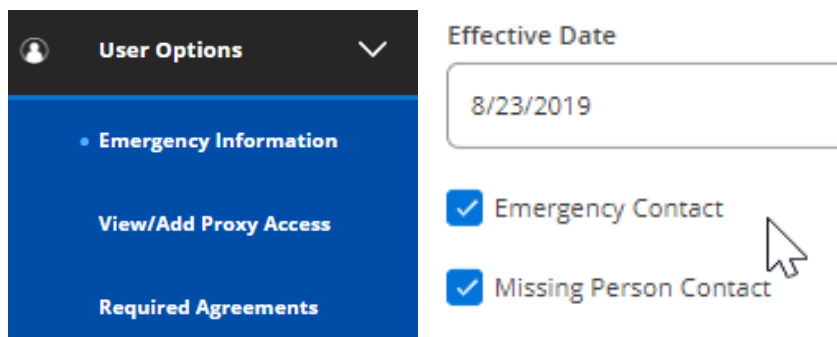 User Options
Emergency Information
View/Add Proxy Access
Required Agreements
Effective Date
8/23/2019
Emergency Contact
Missing Person Contact